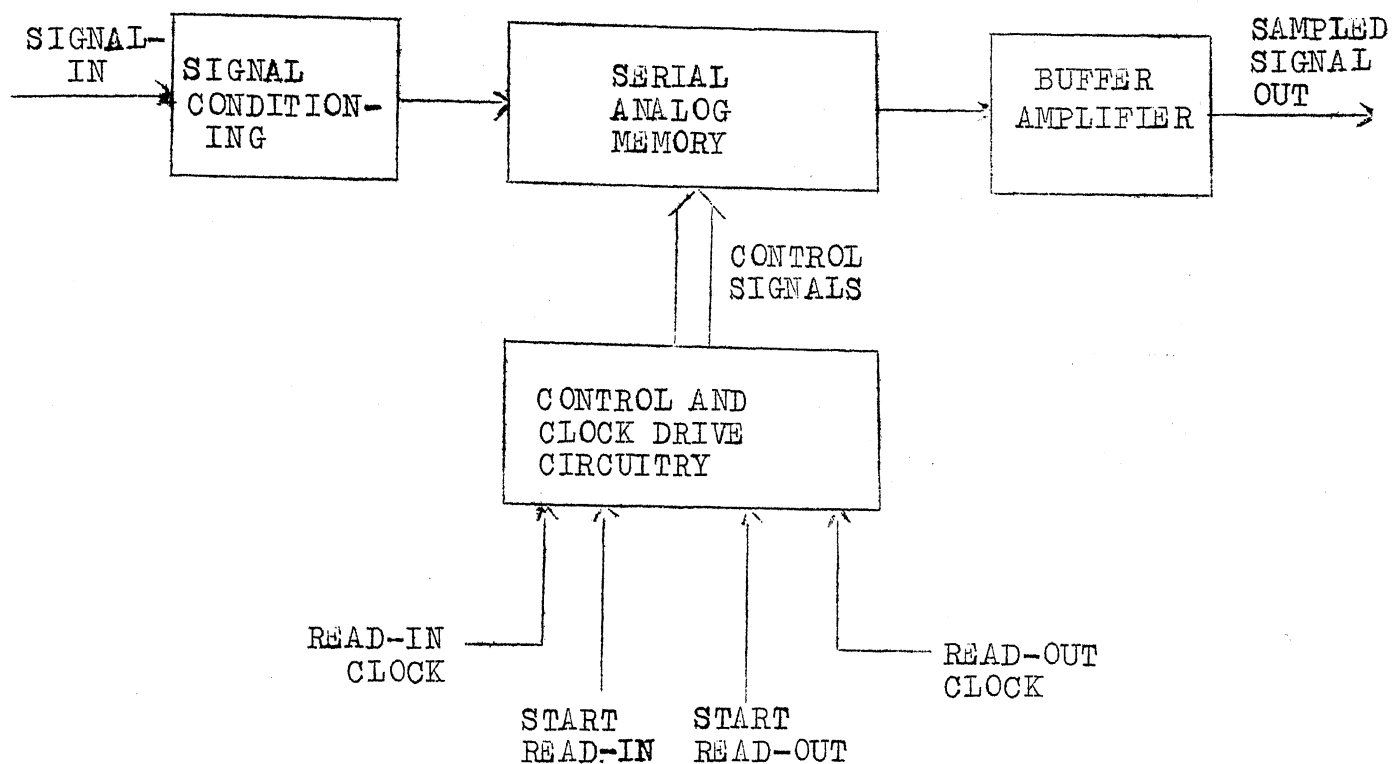 SIGNAL-
IN
SIGNAL
CONDITION-
ING
SERIAL
ANALOG
MEMORY
BUFFER
AMPLIFIER
SAMPLED
SIGNAL
OUT
CONTROL
SIGNALS
CONTROL AND
CLOCK DRIVE
CIRCUITRY
READ-IN
CLOCK
START
READ-IN
START
READ-OUT
READ-OUT
CLOCK